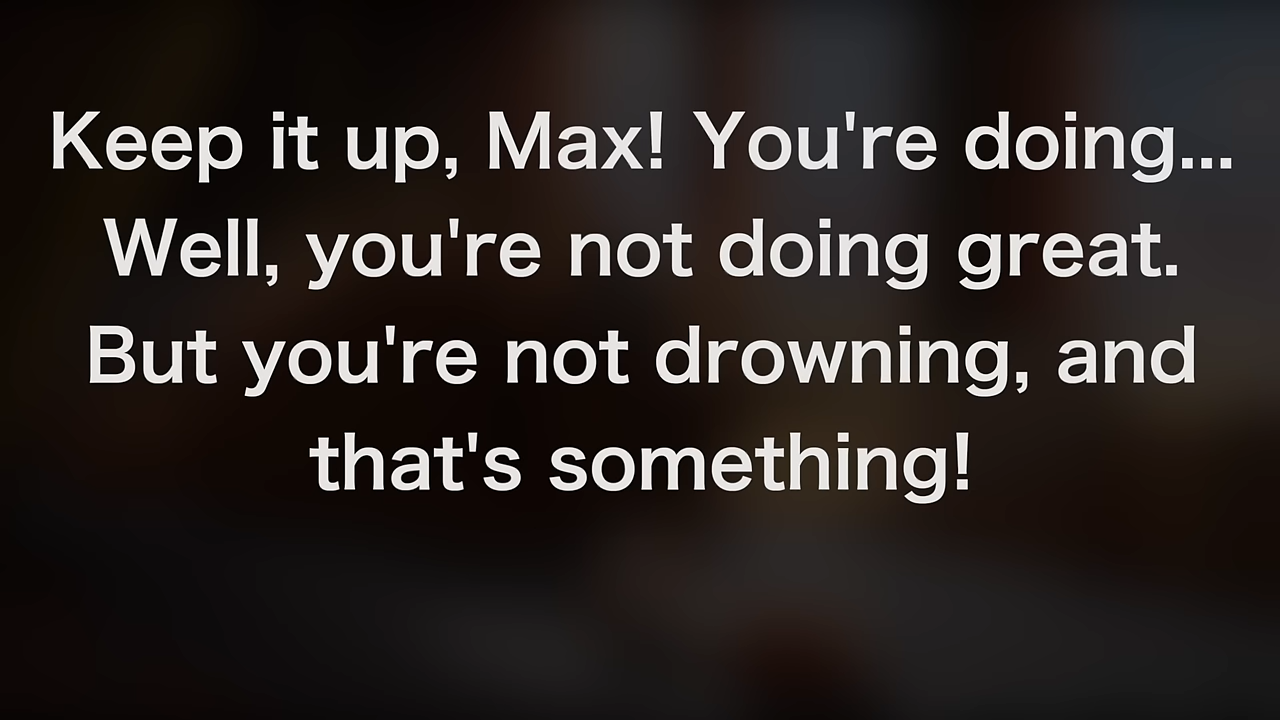 Keep it up, Max! You're doing...
Well, you're not doing great.
But you're not drowning, and
that's something!